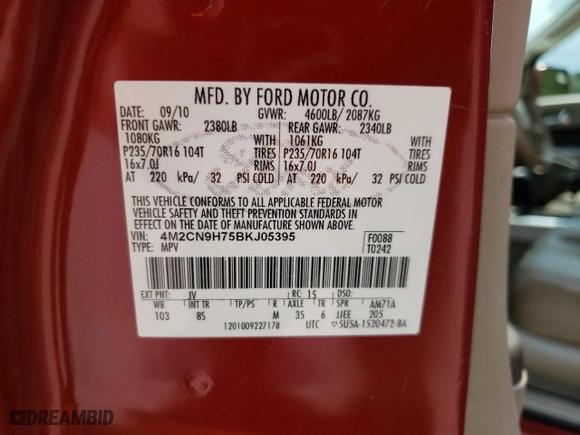 MFD. BY FORD MOTOR CO.
DATE: 09/10 GVWR: 4600LB/ 2087KG
FRONT GAWR: 2380LB REAR GAWR: 2340LB
1080KG WITH 1061KG WITH
P235/70R16 104T TIRES P235/70R16 104T TIRES
16x7.0J RIMS 16x7.0J RIMS
AT 220 kPa/ 32 PSI COLD AT 220 kPa/ 32 PSI COLD
THIS VEHICLE CONFORMS TO ALL APPLICABLE FEDERAL MOTOR
VEHICLE SAFETY AND THEFT PREVENTION STANDARDS IN
EFFECT ON THE DATE OF MANUFACTURE SHOWN ABOVE.
VIN: 4M2CN9H75BKJ05395 F0088
TYPE: MPV T0242
EXT PNT: JV RC: 15 DSO:
WB INT TR TP/PS R AXLE TR SPR AM71A
103 8S M 35 6 JJEE 205
1201009227178 UTC 5U5A-1520472-BA
DREAMBID